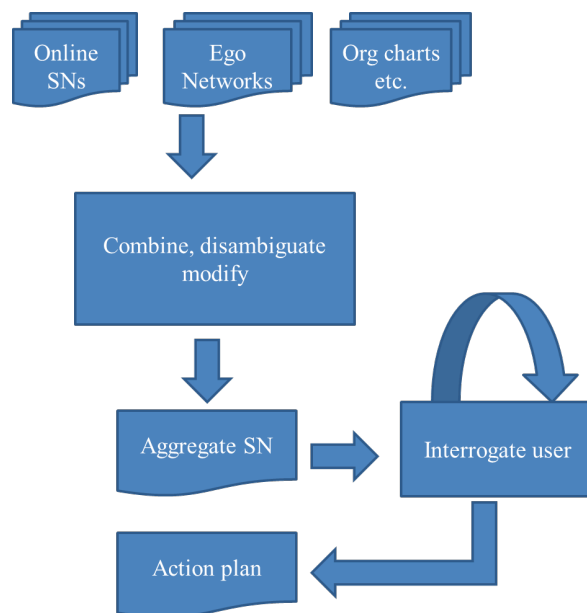 Online
SNs
Ego
Networks
Org charts
etc.
Combine, disambiguate
modify
Aggregate SN
Interrogate user
Action plan